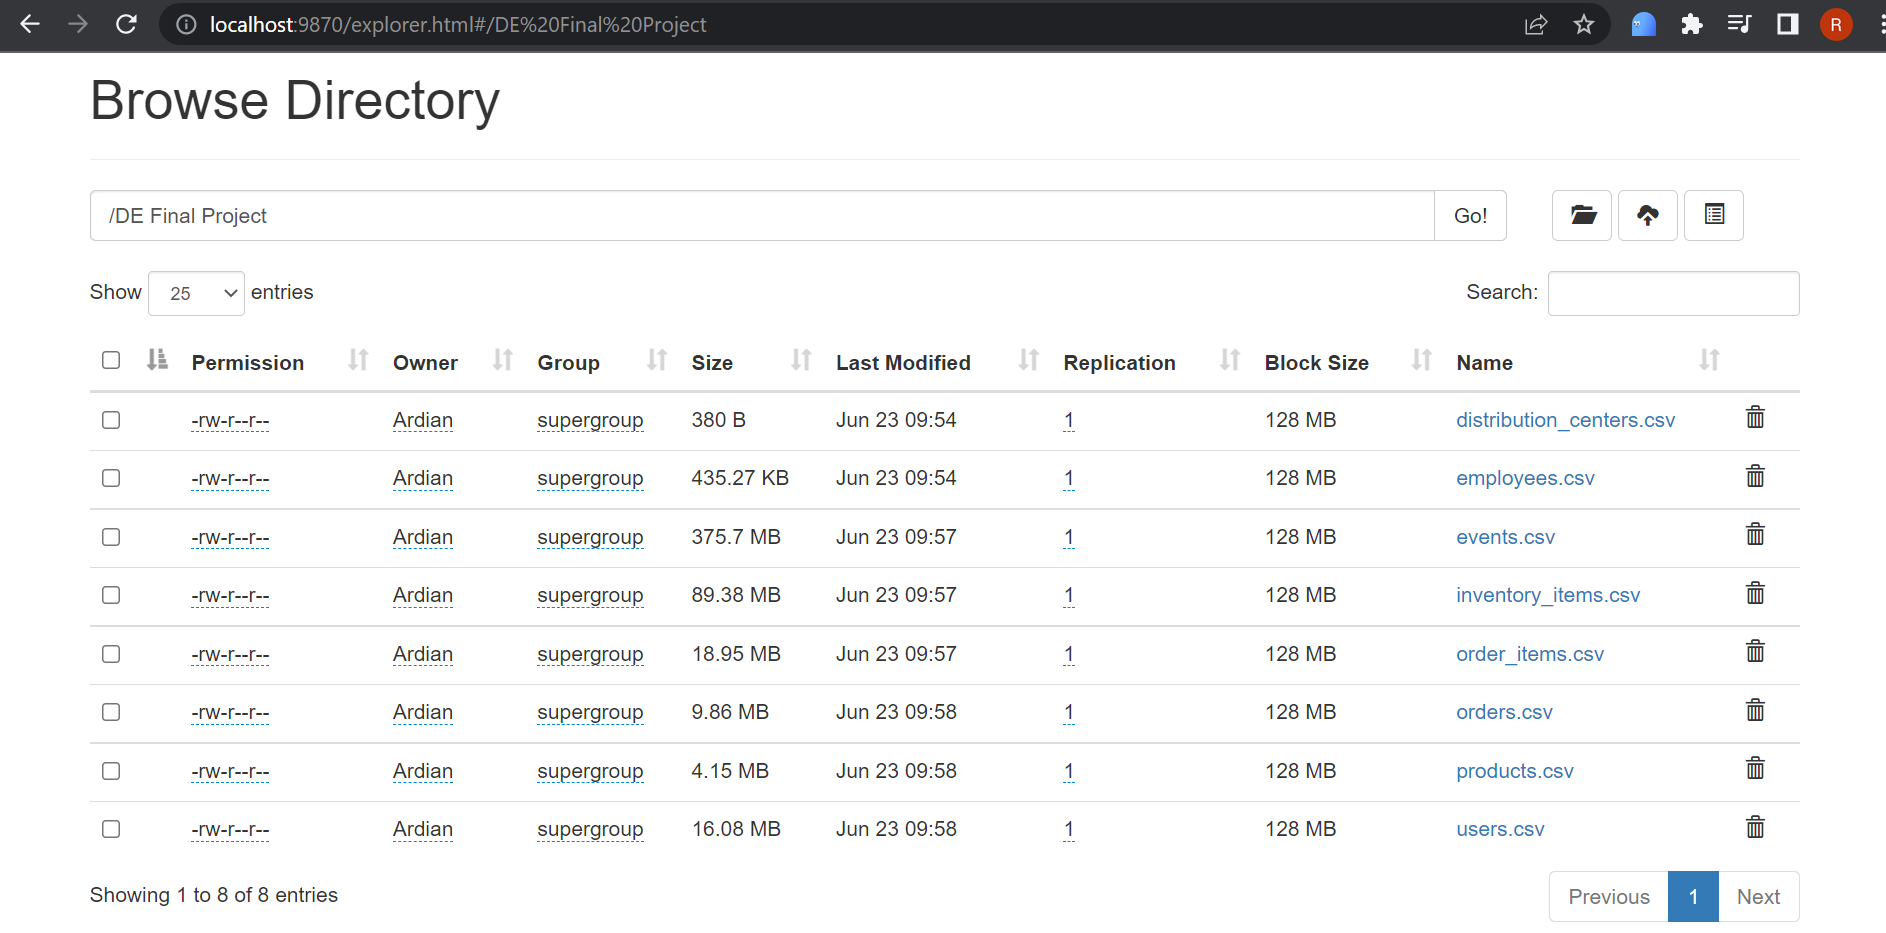 localhost:9870/explorer.html#/DE%20Final%20Project
R
Browse Directory
/DE Final Project Go!
Show 25 entries Search:
Permission Owner Group Size Last Modified Replication Block Size Name
-rw-r--r-- Ardian supergroup 380 B Jun 23 09:54 1 128 MB distribution_centers.csv
-rw-r--r-- Ardian supergroup 435.27 KB Jun 23 09:54 1 128 MB employees.csv
-rw-r--r-- Ardian supergroup 375.7 MB Jun 23 09:57 1 128 MB events.csv
-rw-r--r-- Ardian supergroup 89.38 MB Jun 23 09:57 1 128 MB inventory_items.csv
-rw-r--r-- Ardian supergroup 18.95 MB Jun 23 09:57 1 128 MB order_items.csv
-rw-r--r-- Ardian supergroup 9.86 MB Jun 23 09:58 1 128 MB orders.csv
-rw-r--r-- Ardian supergroup 4.15 MB Jun 23 09:58 1 128 MB products.csv
-rw-r--r-- Ardian supergroup 16.08 MB Jun 23 09:58 1 128 MB users.csv
Showing 1 to 8 of 8 entries Previous 1 Next